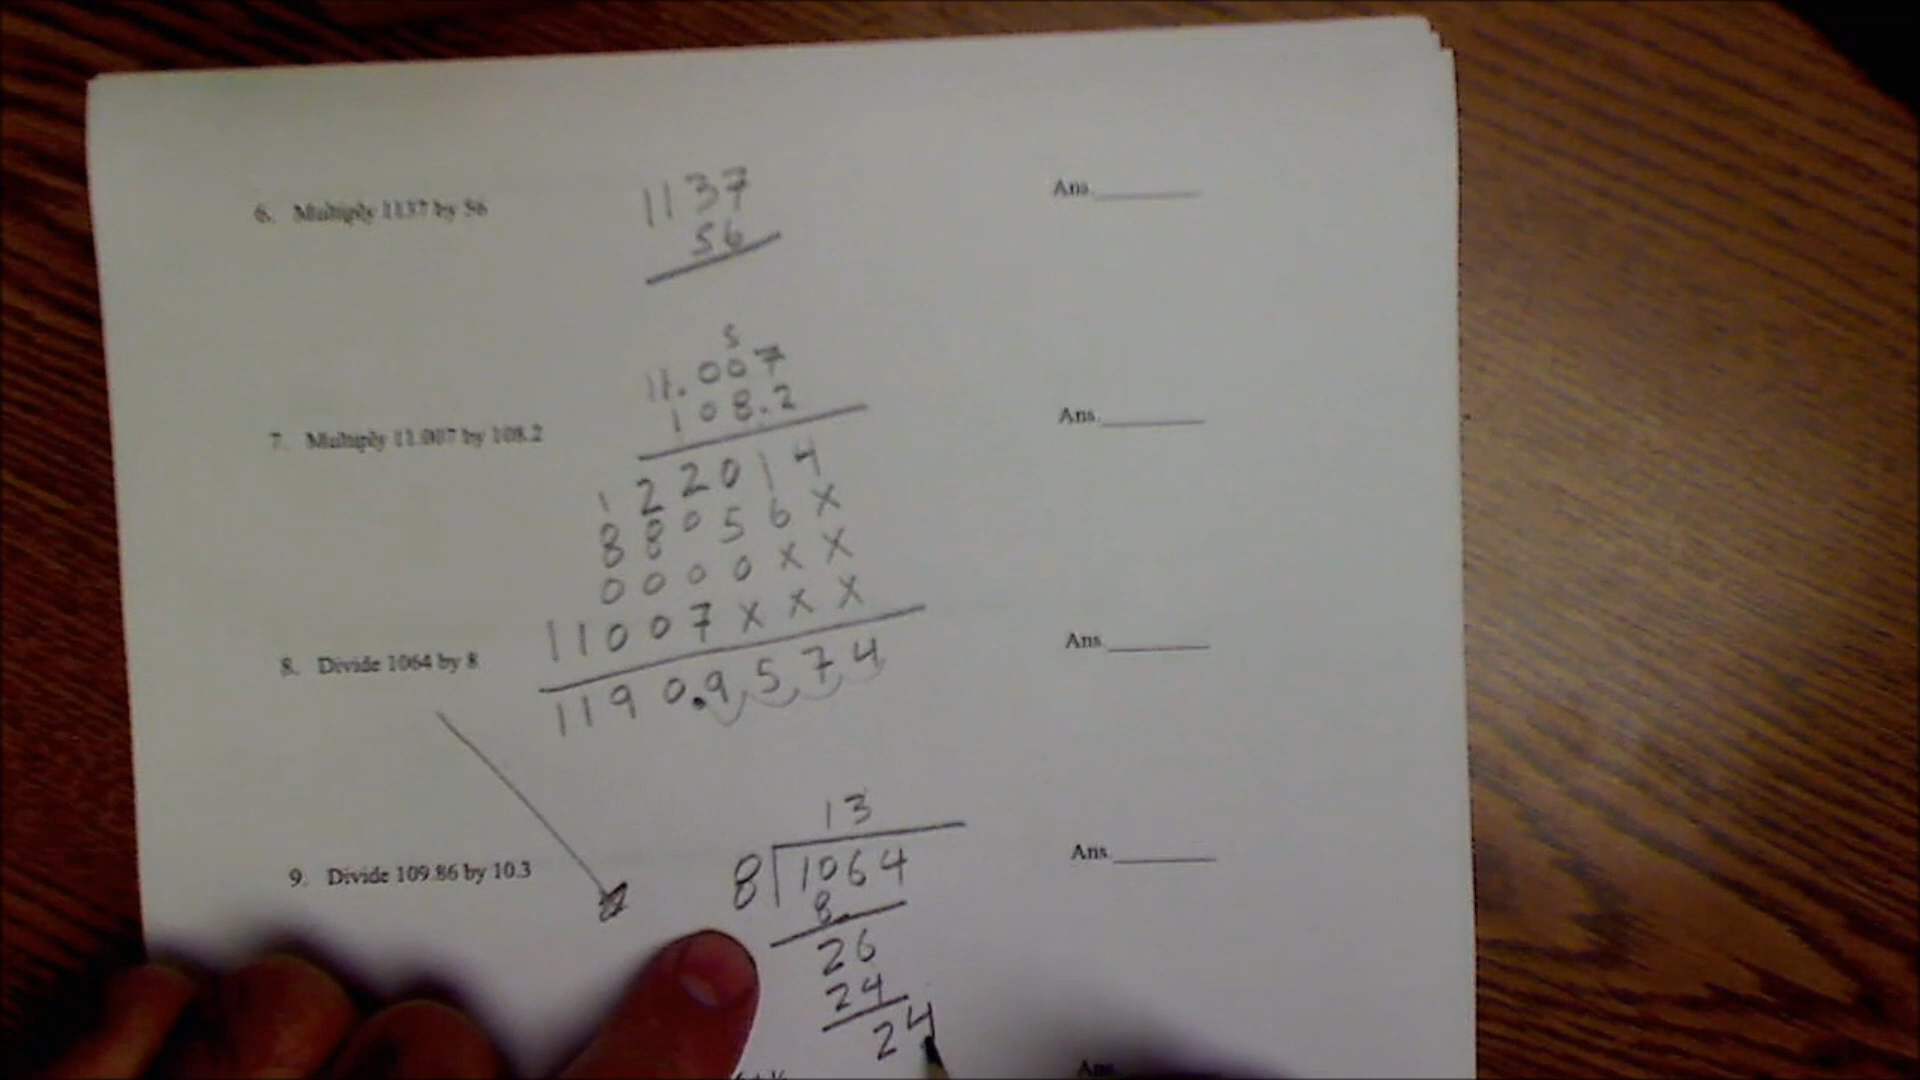 6. Multiply 1137 by 56
1137
56
Ans.
5
11.007
108.2
7. Multiply 11.007 by 108.2
Ans.
122014
88056X
0000XX
11007XXX
1190.9574
8. Divide 1064 by 8
Ans.
13
8 1064
8
26
24
24
9. Divide 109.86 by 10.3
Ans.
Ans.